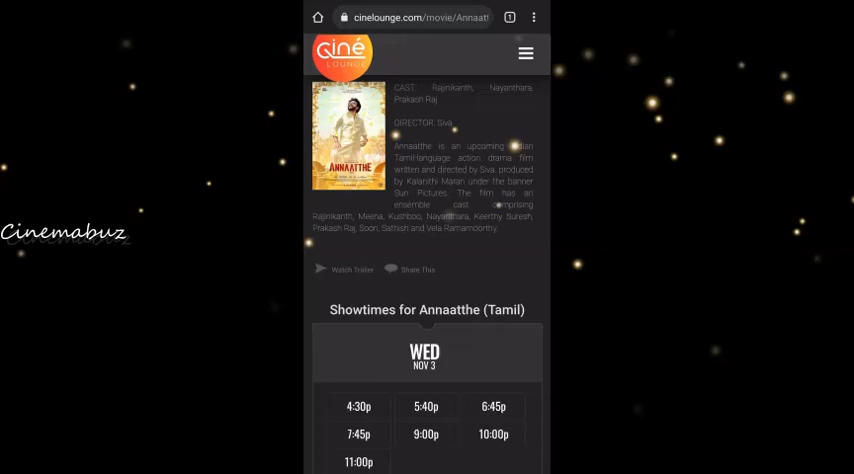 cinelounge.com/movie/Annaatt
1
Ciné
LOUNGE
CAST: Rajinikanth, Nayanthara,
Prakash Raj
DIRECTOR: Siva
Annaatthe is an upcoming Indian
Tamil-language action drama film
written and directed by Siva, produced
by Kalanithi Maran under the banner
Sun Pictures. The film has an
ensemble cast comprising
Rajinikanth, Meena, Kushboo, Nayanthara, Keerthy Suresh,
Prakash Raj, Soori, Sathish and Vela Ramamoorthy.
ANNAATTHE
Watch Trailer
Share This
Cinemabuz
Showtimes for Annaatthe (Tamil)
WED
NOV 3
4:30p 5:40p 6:45p
7:45p 9:00p 10:00p
11:00p